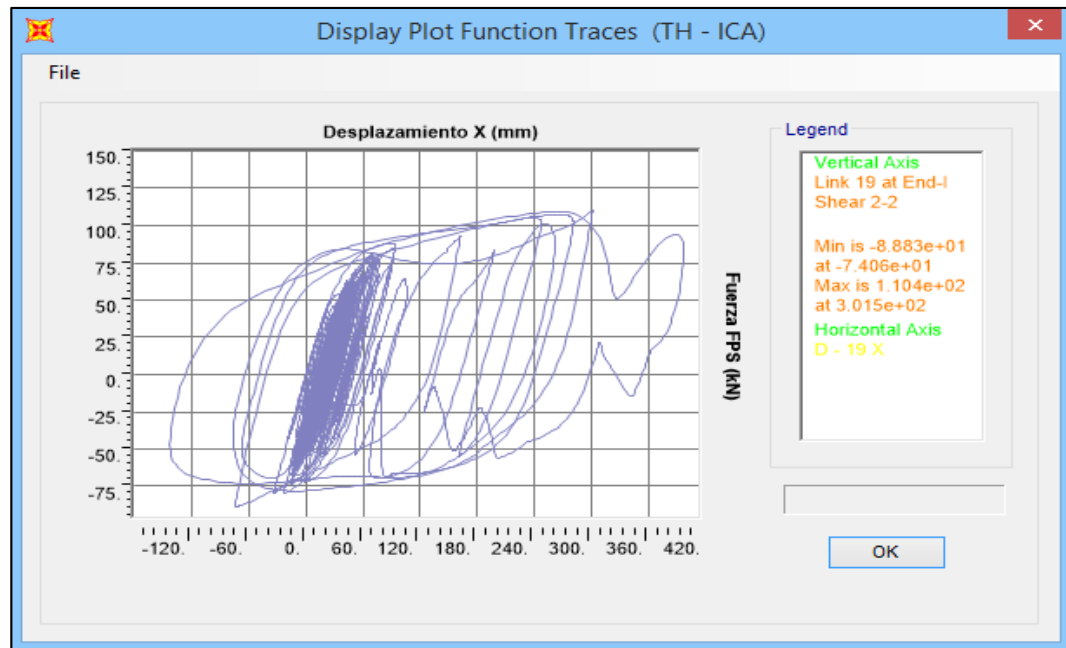 Display Plot Function Traces (TH - ICA)
File
Desplazamiento X (mm)
150.
125.
100.
75.
50.
25.
0.
-25.
-50.
-75.
-120. -60. 0. 60. 120. 180. 240. 300. 360. 420.
Fuerza FPS (kN)
Legend
Vertical Axis
Link 19 at End-I
Shear 2-2
Min is -8.883e+01
at -7.406e+01
Max is 1.104e+02
at 3.015e+02
Horizontal Axis
D - 19 X
OK